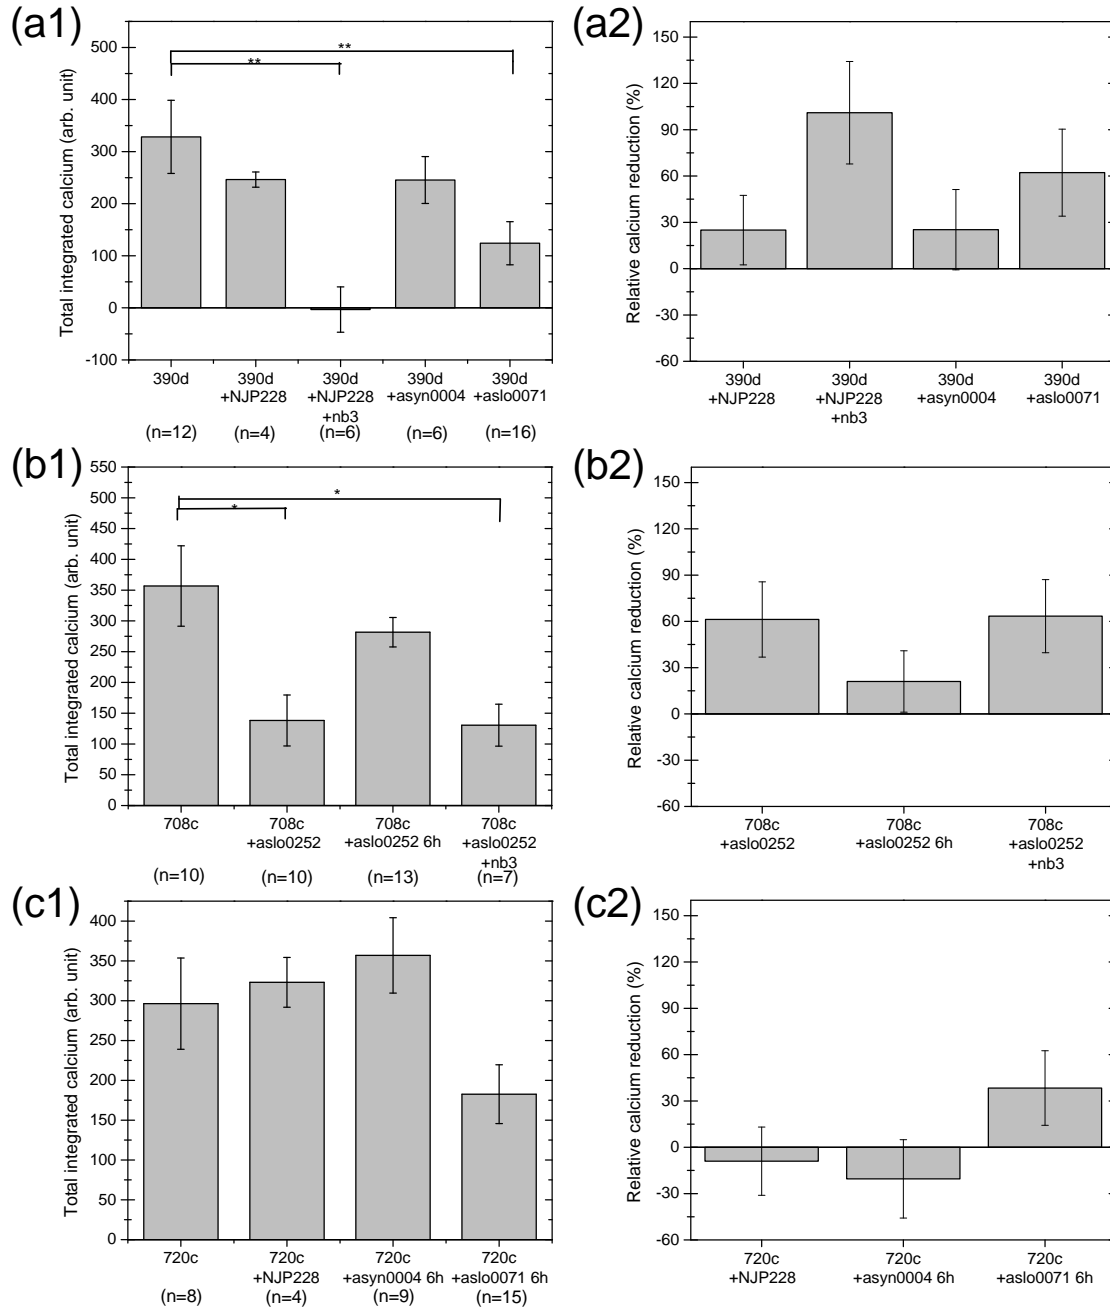 (a1)
Total integrated calcium (arb. unit)
500
400
300
200
100
0
-100
**
**
390d
390d
+NJP228
390d
+NJP228
+nb3
390d
+asyn0004
390d
+aslo0071
(n=12)
(n=4)
(n=6)
(n=6)
(n=16)
(a2)
Relative calcium reduction (%)
150
120
90
60
30
0
-30
-60
390d
+NJP228
390d
+NJP228
+nb3
390d
+asyn0004
390d
+aslo0071
(b1)
Total integrated calcium (arb. unit)
550
500
450
400
350
300
250
200
150
100
50
0
*
*
708c
708c
+aslo0252
708c
+aslo0252 6h
708c
+aslo0252
+nb3
(n=10)
(n=10)
(n=13)
(n=7)
(b2)
Relative calcium reduction (%)
150
120
90
60
30
0
-30
-60
708c
+aslo0252
708c
+aslo0252 6h
708c
+aslo0252
+nb3
(c1)
Total integrated calcium (arb. unit)
400
350
300
250
200
150
100
50
0
720c
720c
+NJP228
720c
+asyn0004 6h
720c
+aslo0071 6h
(n=8)
(n=4)
(n=9)
(n=15)
(c2)
Relative calcium reduction (%)
150
120
90
60
30
0
-30
-60
720c
+NJP228
720c
+asyn0004 6h
720c
+aslo0071 6h